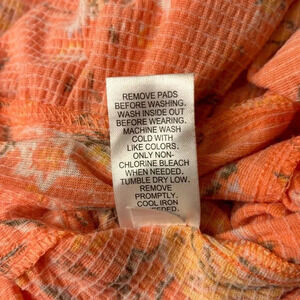 REMOVE PADS
BEFORE WASHING.
WASH INSIDE OUT
BEFORE WEARING.
MACHINE WASH
COLD WITH
LIKE COLORS.
ONLY NON-
CHLORINE BLEACH
WHEN NEEDED.
TUMBLE DRY LOW.
REMOVE
PROMPTLY.
COOL IRON